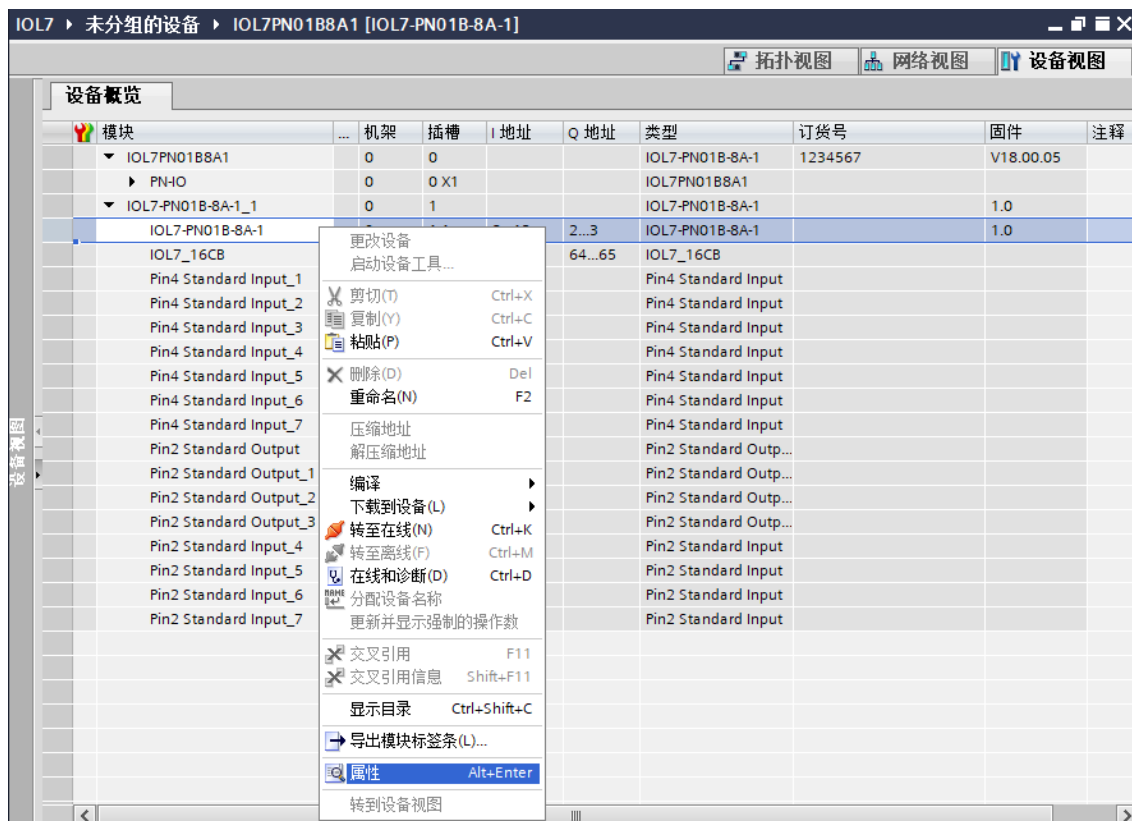 IOL7 ▸ 未分组的设备 ▸ IOL7PN01B8A1 [IOL7-PN01B-8A-1]
拓扑视图 网络视图 设备视图
设备概览
模块 ... 机架 插槽 I 地址 Q 地址 类型 订货号 固件 注释
IOL7PN01B8A1 0 0 IOL7-PN01B-8A-1 1234567 V18.00.05
PN-IO 0 0 X1 IOL7PN01B8A1
IOL7-PN01B-8A-1_1 0 1 IOL7-PN01B-8A-1 1.0
IOL7-PN01B-8A-1 2...3 IOL7-PN01B-8A-1 1.0
IOL7_16CB 64...65 IOL7_16CB
Pin4 Standard Input_1 Pin4 Standard Input
Pin4 Standard Input_2 Pin4 Standard Input
Pin4 Standard Input_3 Pin4 Standard Input
Pin4 Standard Input_4 Pin4 Standard Input
Pin4 Standard Input_5 Pin4 Standard Input
Pin4 Standard Input_6 Pin4 Standard Input
Pin4 Standard Input_7 Pin4 Standard Input
Pin2 Standard Output Pin2 Standard Outp...
Pin2 Standard Output_1 Pin2 Standard Outp...
Pin2 Standard Output_2 Pin2 Standard Outp...
Pin2 Standard Output_3 Pin2 Standard Outp...
Pin2 Standard Input_4 Pin2 Standard Input
Pin2 Standard Input_5 Pin2 Standard Input
Pin2 Standard Input_6 Pin2 Standard Input
Pin2 Standard Input_7 Pin2 Standard Input
更改设备
启动设备工具...
剪切(T) Ctrl+X
复制(Y) Ctrl+C
粘贴(P) Ctrl+V
删除(D) Del
重命名(N) F2
压缩地址
解压缩地址
编译
下载到设备(L)
转至在线(N) Ctrl+K
转至离线(F) Ctrl+M
在线和诊断(D) Ctrl+D
分配设备名称
更新并显示强制的操作数
交叉引用 F11
交叉引用信息 Shift+F11
显示目录 Ctrl+Shift+C
导出模块标签条(L)...
属性 Alt+Enter
转到设备视图
设备视图